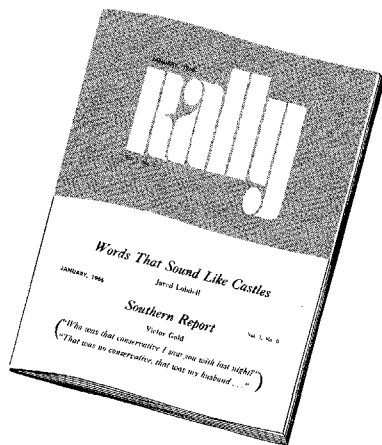 rally
Words That Sound Like Castles
Jared Lobdell
JANUARY, 1966
Southern Report
Victor Gold
Vol. 1, No. 6
("Who was that conservative I saw you with last night?"
"That was no conservative, that was my husband . . .")